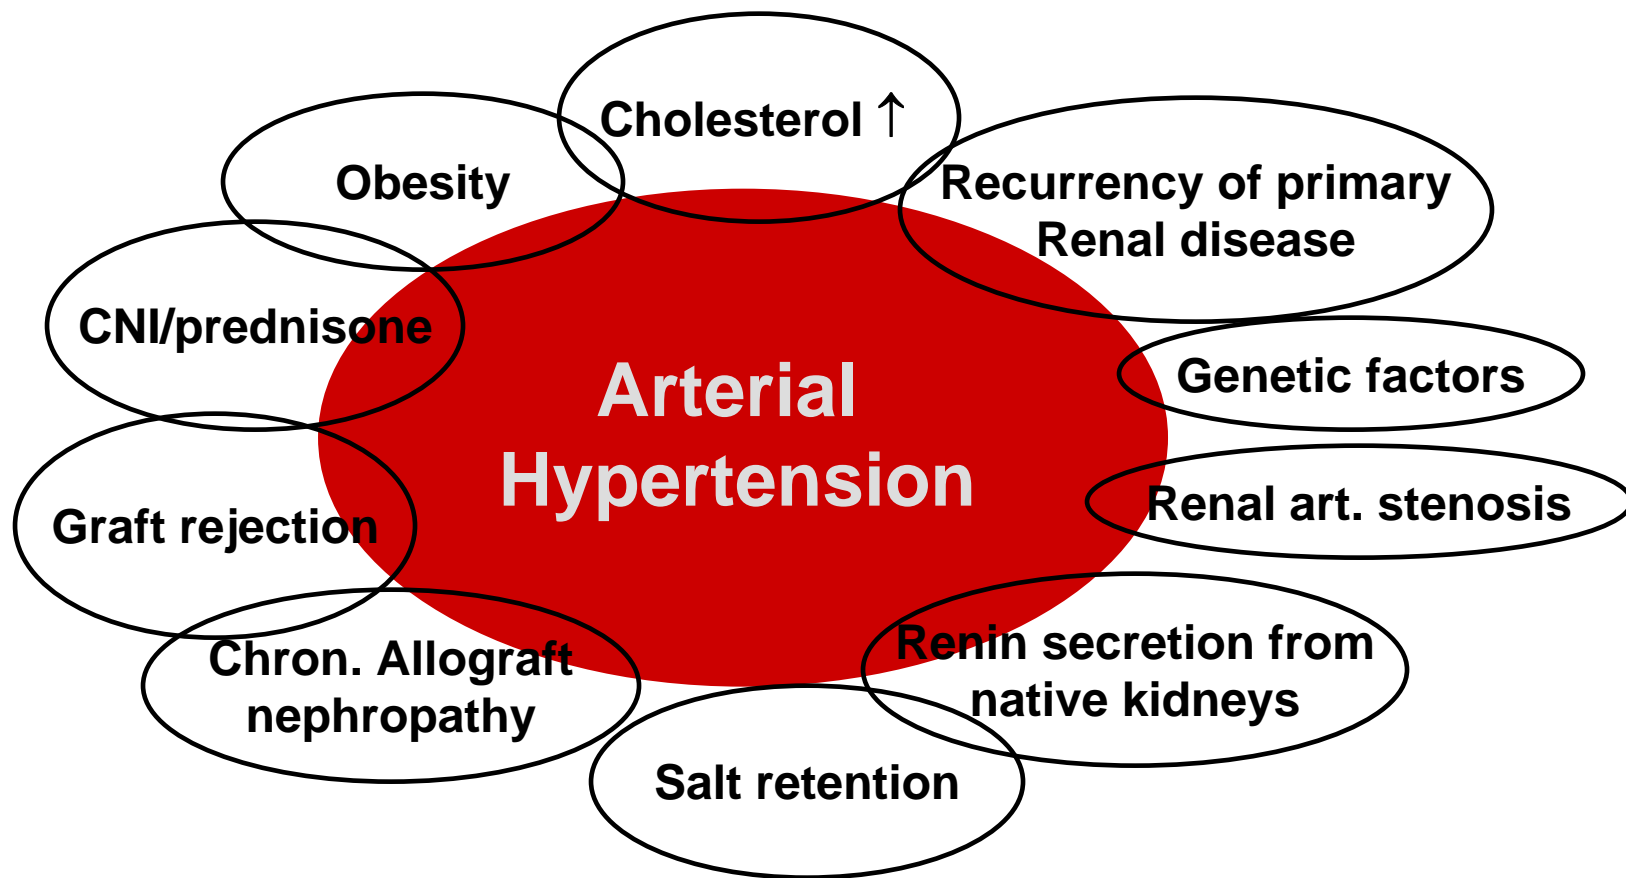 Cholesterol ↑
Obesity
Recurrency of primary
Renal disease
CNI/prednisone
Genetic factors
Arterial
Hypertension
Renal art. stenosis
Graft rejection
Renin secretion from
native kidneys
Chron. Allograft
nephropathy
Salt retention